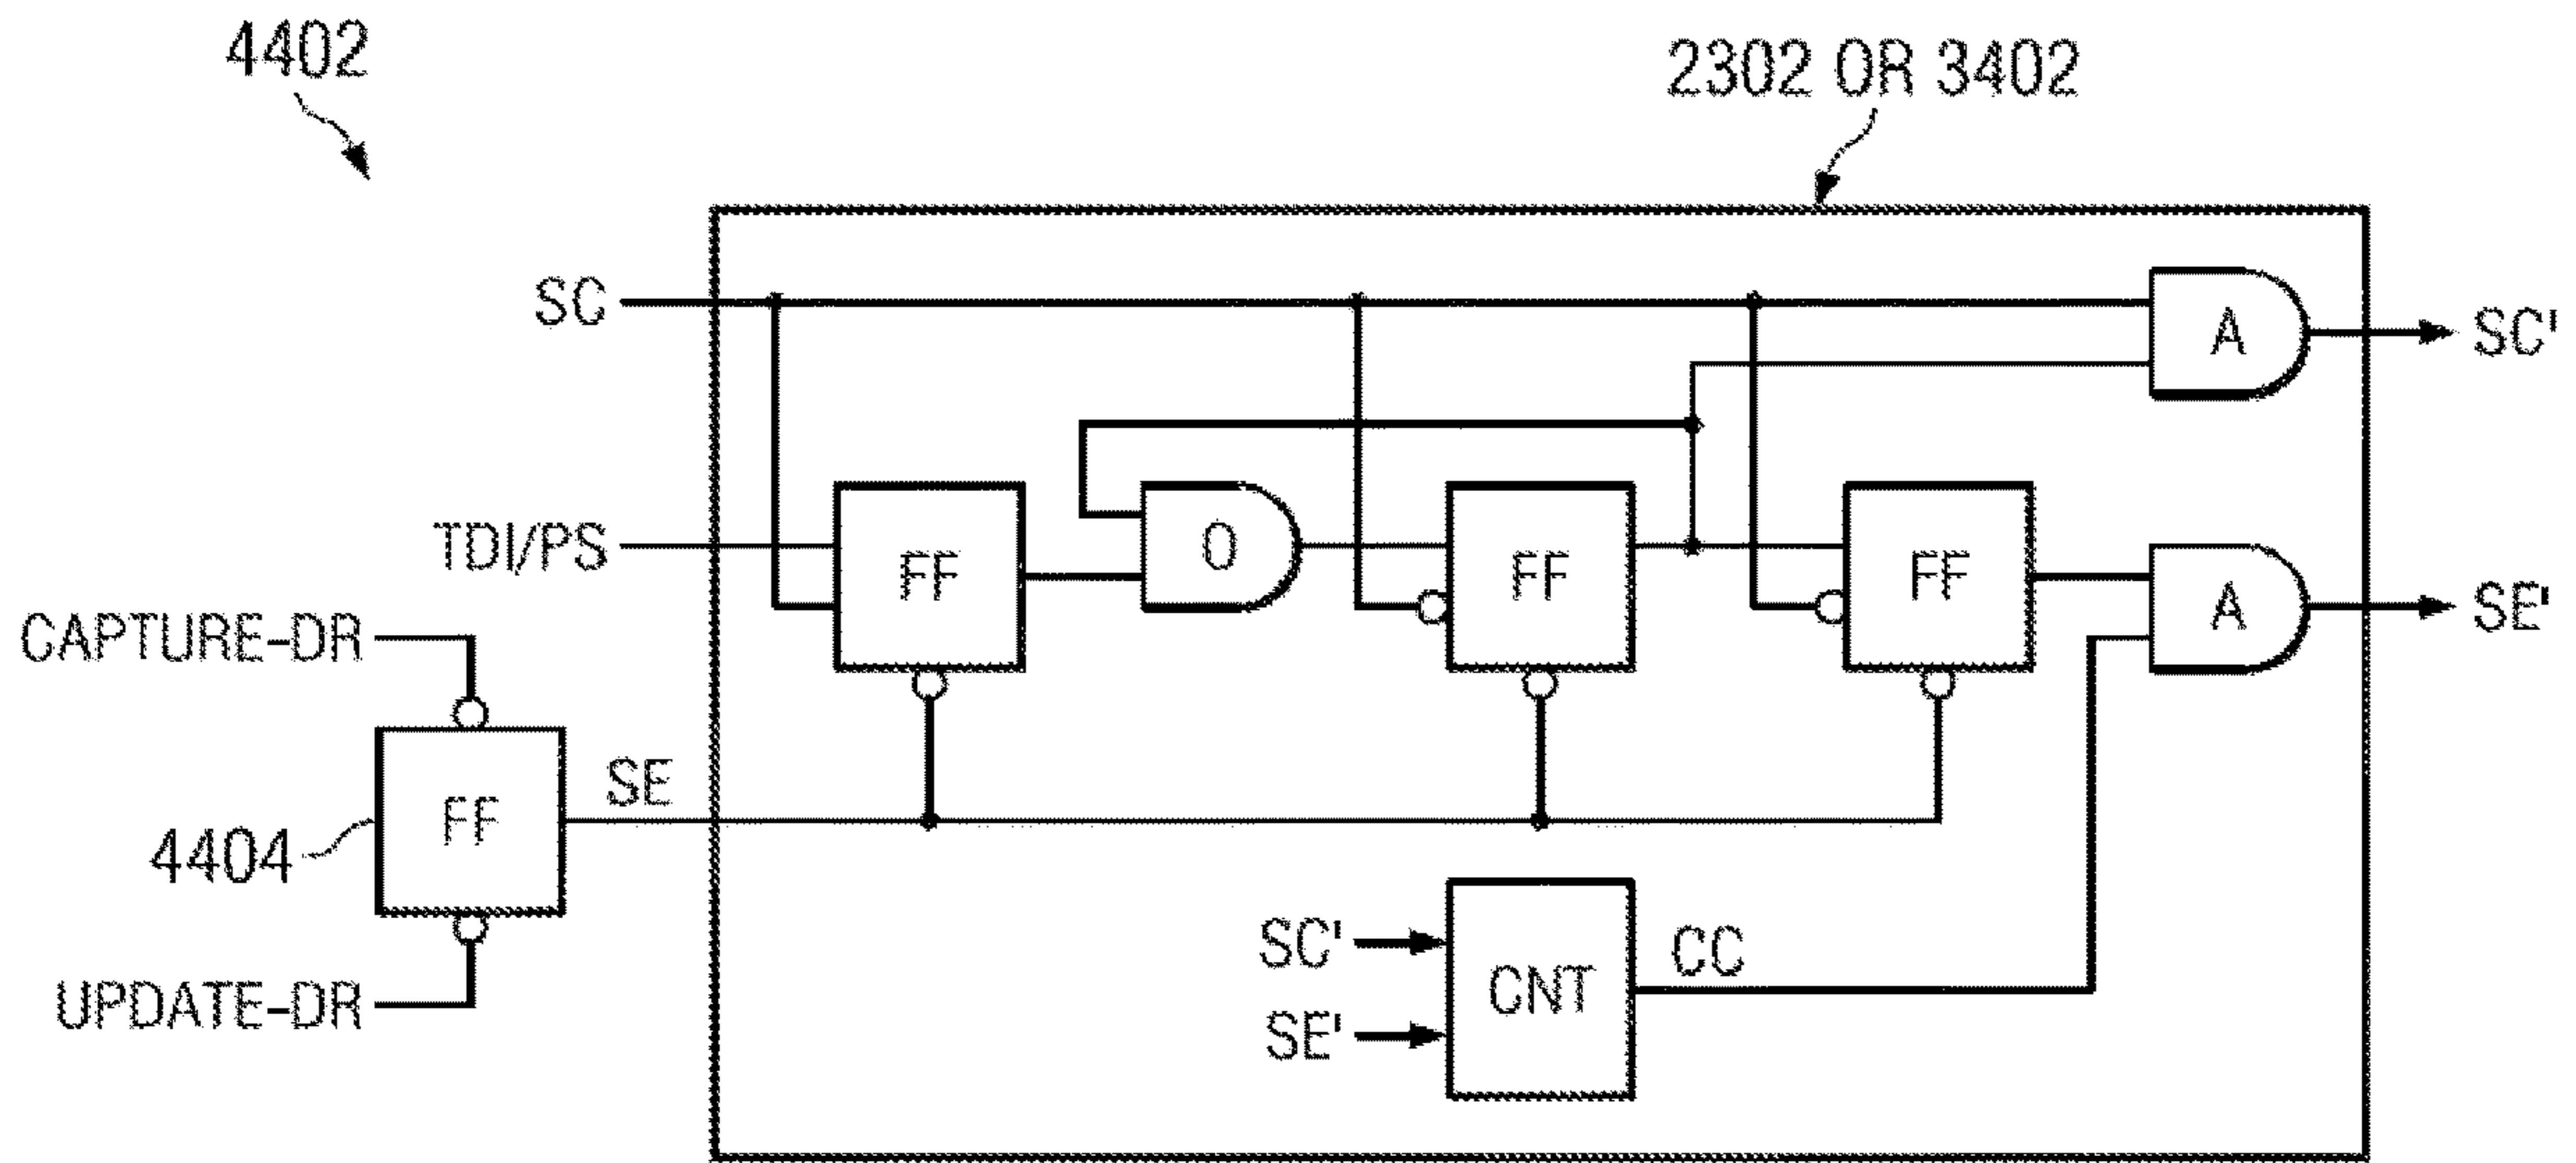 4402
2302 OR 3402
SC
A
SC'
TDI/PS
FF
O
FF
FF
A
SE'
CAPTURE-DR
SE
FF
4404
UPDATE-DR
SC'
CC
CNT
SE'